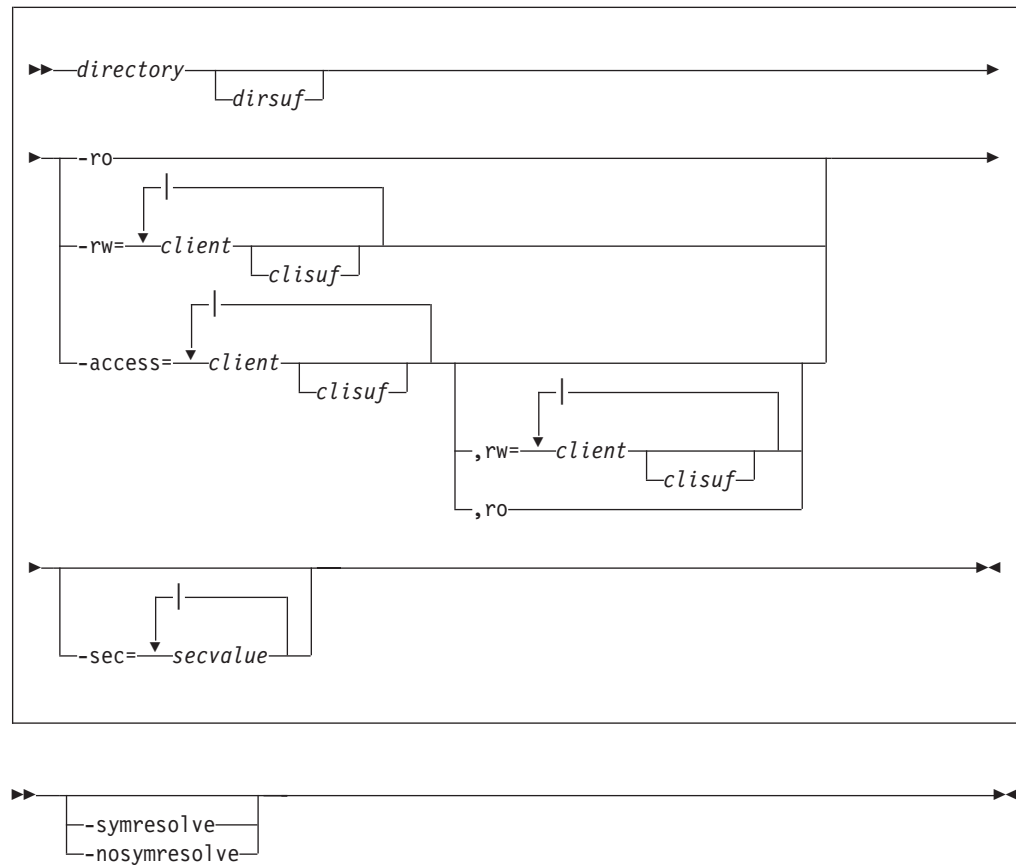 directory
dirsuf
-ro
|
-rw= client
clisuf
|
-access= client
clisuf
|
,rw= client
clisuf
,ro
|
-sec= secvalue
-symresolve
-nosymresolve